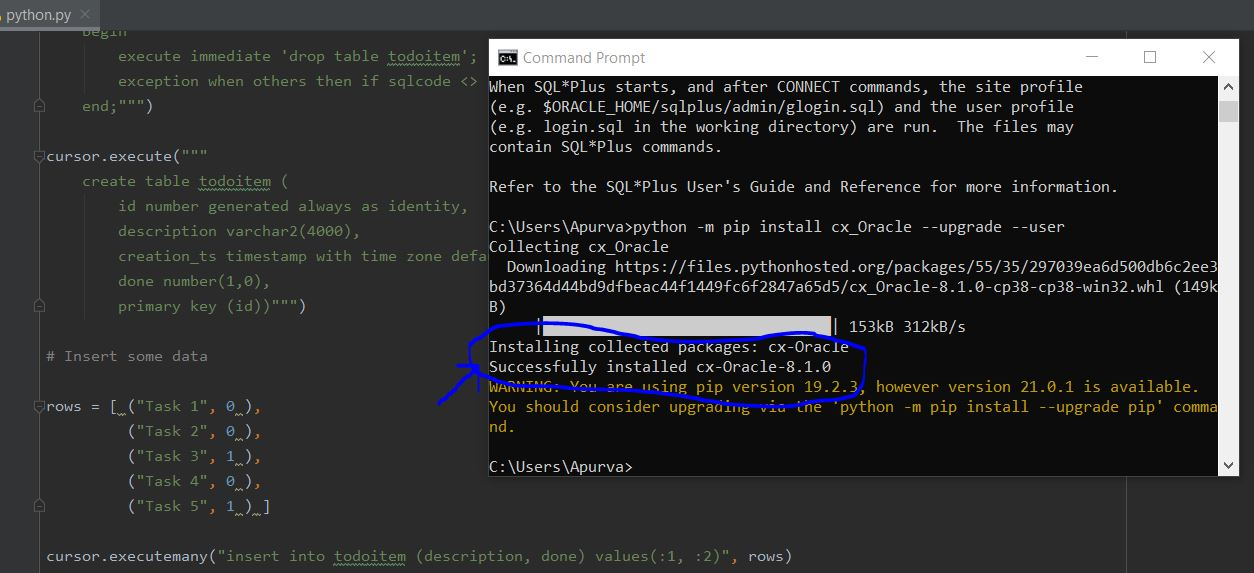 python.py
begin
execute immediate 'drop table todoitem';
exception when others then if sqlcode <>
end;""")
cursor.execute("""
create table todoitem (
id number generated always as identity,
description varchar2(4000),
creation_ts timestamp with time zone defa
done number(1,0),
primary key (id))""")
# Insert some data
rows = [ ("Task 1", 0 ),
("Task 2", 0 ),
("Task 3", 1 ),
("Task 4", 0 ),
("Task 5", 1 ) ]
cursor.executemany("insert into todoitem (description, done) values(:1, :2)", rows)
Command Prompt
When SQL*Plus starts, and after CONNECT commands, the site profile
(e.g. $ORACLE_HOME/sqlplus/admin/glogin.sql) and the user profile
(e.g. login.sql in the working directory) are run.  The files may
contain SQL*Plus commands.
Refer to the SQL*Plus User's Guide and Reference for more information.
C:\Users\Apurva>python -m pip install cx_Oracle --upgrade --user
Collecting cx_Oracle
Downloading https://files.pythonhosted.org/packages/55/35/297039ea6d500db6c2ee3
bd37364d44bd9dfbeac44f1449fc6f2847a65d5/cx_Oracle-8.1.0-cp38-cp38-win32.whl (149k
B)
| 153kB 312kB/s
Installing collected packages: cx-Oracle
Successfully installed cx-Oracle-8.1.0
WARNING: You are using pip version 19.2.3, however version 21.0.1 is available.
You should consider upgrading via the 'python -m pip install --upgrade pip' comma
nd.
C:\Users\Apurva>